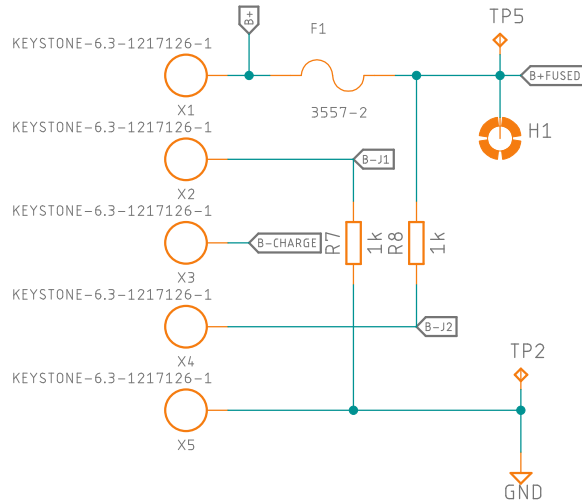 TP5
F1
KEYSTONE-6.3-1217126-1
B+
B+FUSED
X1
3557-2
H1
KEYSTONE-6.3-1217126-1
B-J1
X2
KEYSTONE-6.3-1217126-1
B-CHARGE
R7
1k
R8
1k
X3
KEYSTONE-6.3-1217126-1
B-J2
X4
TP2
KEYSTONE-6.3-1217126-1
X5
GND